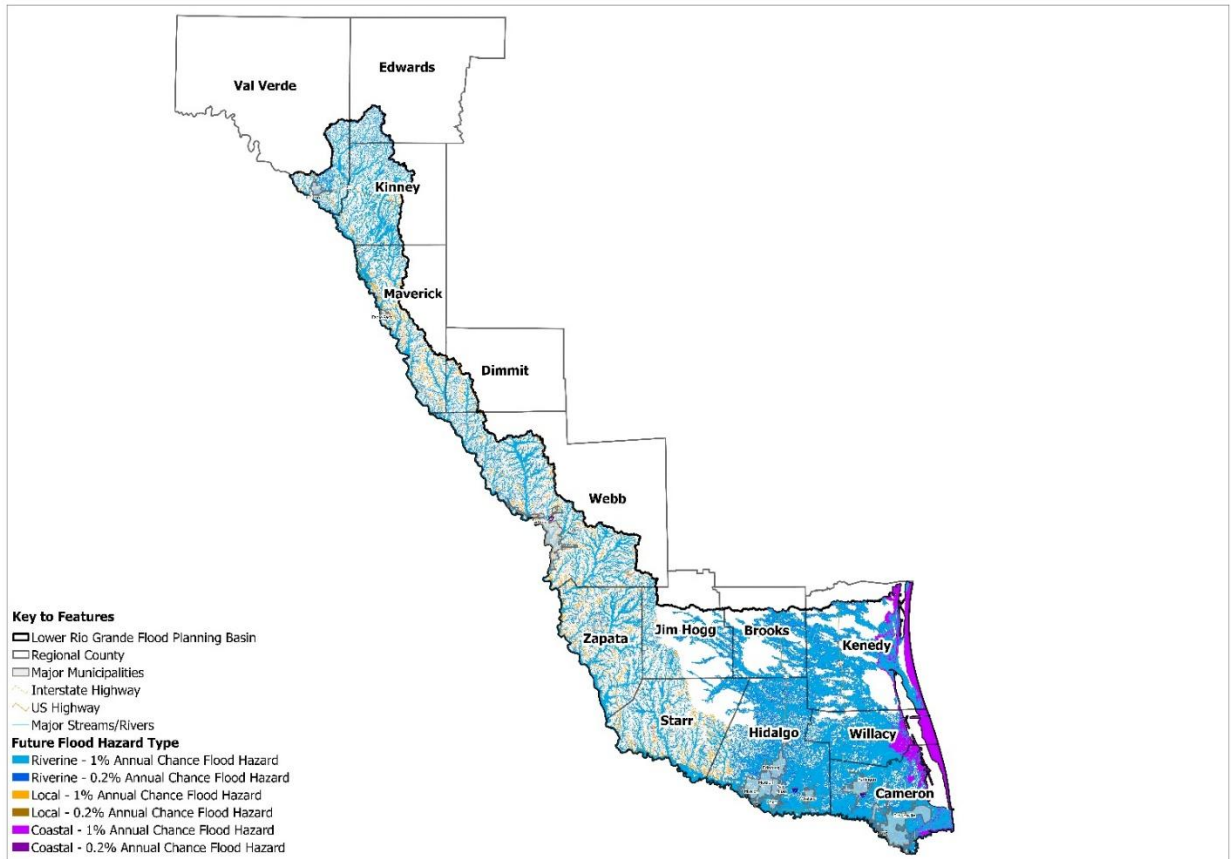 Edwards
Val Verde
Kinney
Maverick
Dimmit
Webb
Zapata
Jim Hogg
Brooks
Kenedy
Starr
Hidalgo
Willacy
Cameron
Key to Features
Lower Rio Grande Flood Planning Basin
Regional County
Major Municipalities
Interstate Highway
US Highway
Major Streams/Rivers
Future Flood Hazard Type
Riverine - 1% Annual Chance Flood Hazard
Riverine - 0.2% Annual Chance Flood Hazard
Local - 1% Annual Chance Flood Hazard
Local - 0.2% Annual Chance Flood Hazard
Coastal - 1% Annual Chance Flood Hazard
Coastal - 0.2% Annual Chance Flood Hazard